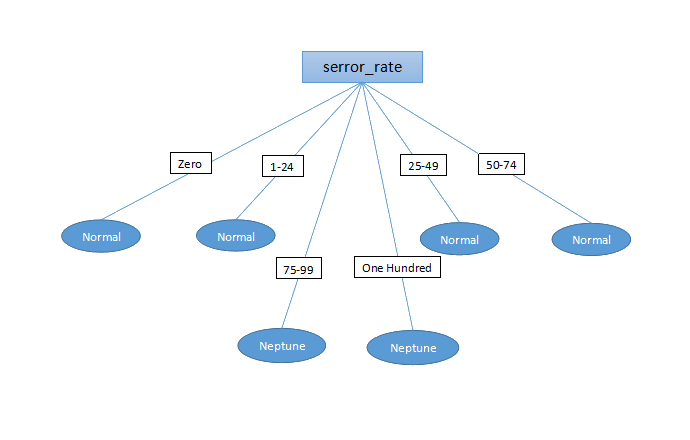 serror_rate
Zero
1-24
25-49
50-74
Normal
Normal
Normal
Normal
75-99
One Hundred
Neptune
Neptune